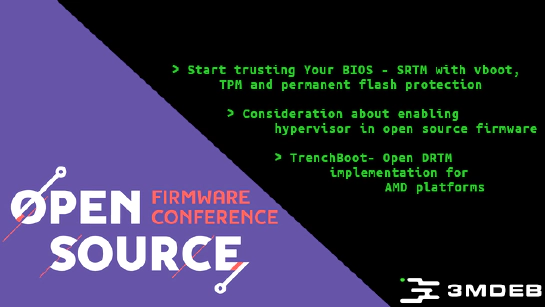 > Start trusting Your BIOS - SRTM with vboot,
TPM and permanent flash protection
> Consideration about enabling
hypervisor in open source firmware
> TrenchBoot- Open DRTM
implementation for
AMD platforms
OPEN FIRMWARE
CONFERENCE
SOURCE
3MDEB